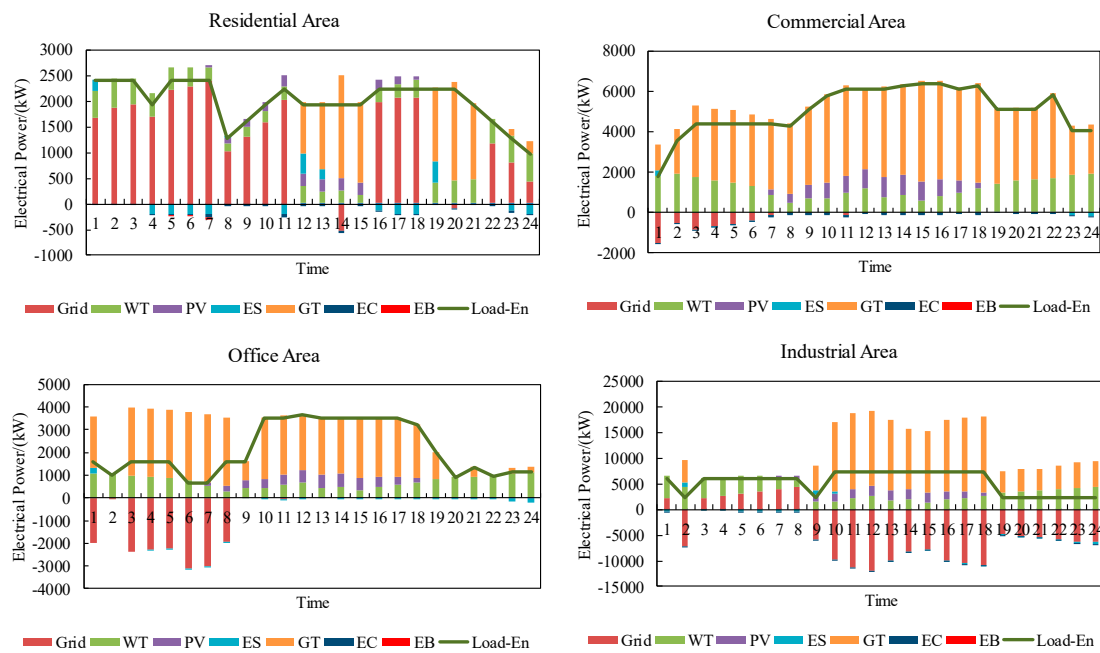 Residential Area
Electrical Power/(kW)
3000
2500
2000
1500
1000
500
0
-500
-1000
1 2 3 4 5 6 7 8 9 10 11 12 13 14 15 16 17 18 19 20 21 22 23 24
Time
Grid WT PV ES GT EC EB Load-En
Commercial Area
Electrical Power/(kW)
8000
6000
4000
2000
0
-2000
1 2 3 4 5 6 7 8 9 10 11 12 13 14 15 16 17 18 19 20 21 22 23 24
Time
Grid WT PV ES GT EC EB Load-En
Office Area
Electrical Power/(kW)
5000
4000
3000
2000
1000
0
-1000
-2000
-3000
-4000
1 2 3 4 5 6 7 8 9 10 11 12 13 14 15 16 17 18 19 20 21 22 23 24
Time
Grid WT PV ES GT EC EB Load-En
Industrial Area
Electrical Power/(kW)
25000
20000
15000
10000
5000
0
-5000
-10000
-15000
1 2 3 4 5 6 7 8 9 10 11 12 13 14 15 16 17 18 19 20 21 22 23 24
Time
Grid WT PV ES GT EC EB Load-En